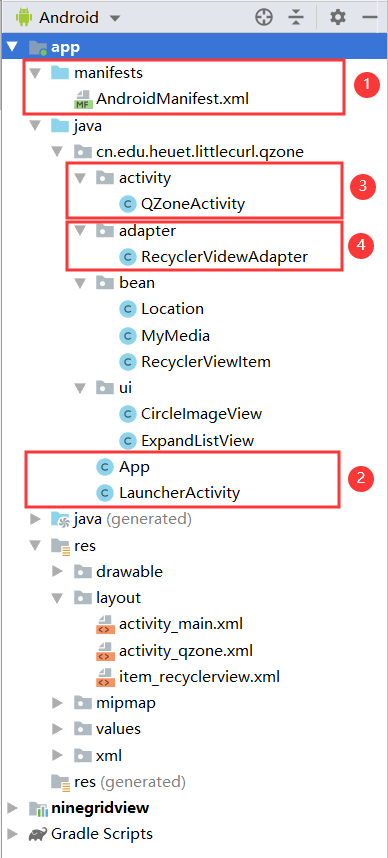 Android
app
manifests
AndroidManifest.xml
1
java
cn.edu.heuet.littlecurl.qzone
activity
QZoneActivity
3
adapter
RecyclerVidewAdapter
4
bean
Location
MyMedia
RecyclerViewItem
ui
CircleImageView
ExpandListView
App
LauncherActivity
2
java (generated)
res
drawable
layout
activity_main.xml
activity_qzone.xml
item_recyclerview.xml
mipmap
values
xml
res (generated)
ninegridview
Gradle Scripts